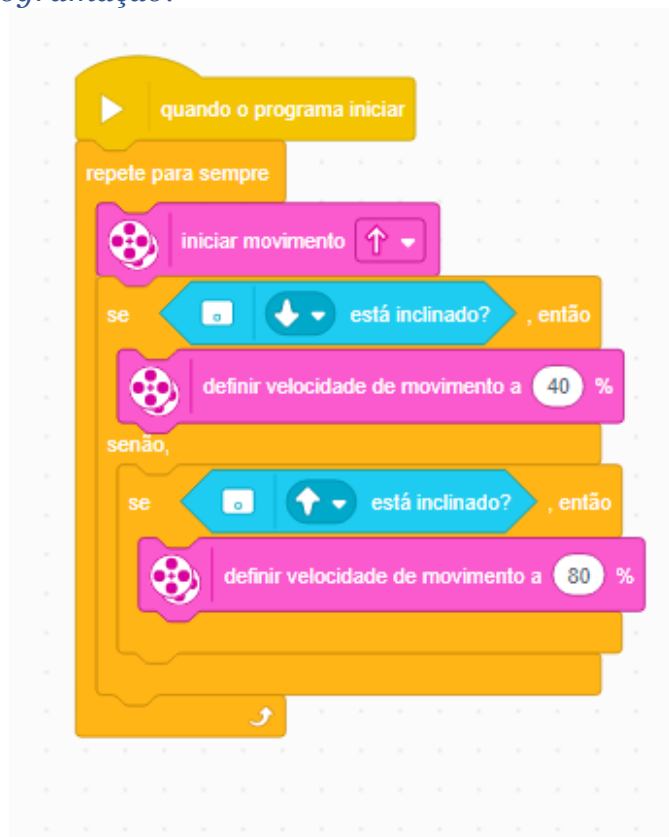 ogramação?
quando o programa iniciar
repete para sempre
iniciar movimento
se está inclinado? , então
definir velocidade de movimento a 40 %
senão,
se está inclinado? , então
definir velocidade de movimento a 80 %